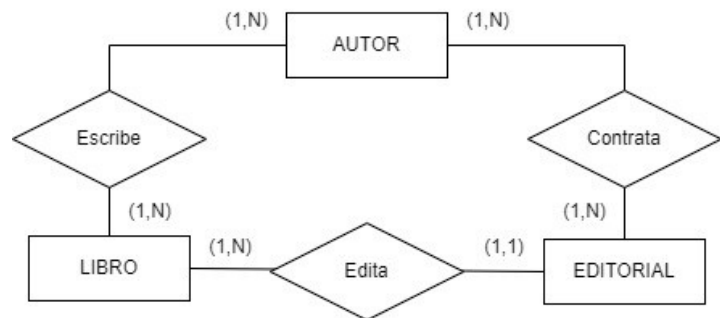 (1,N)
AUTOR
(1,N)
Escribe
Contrata
(1,N)
(1,N)
LIBRO
(1,N)
Edita
(1,1)
EDITORIAL